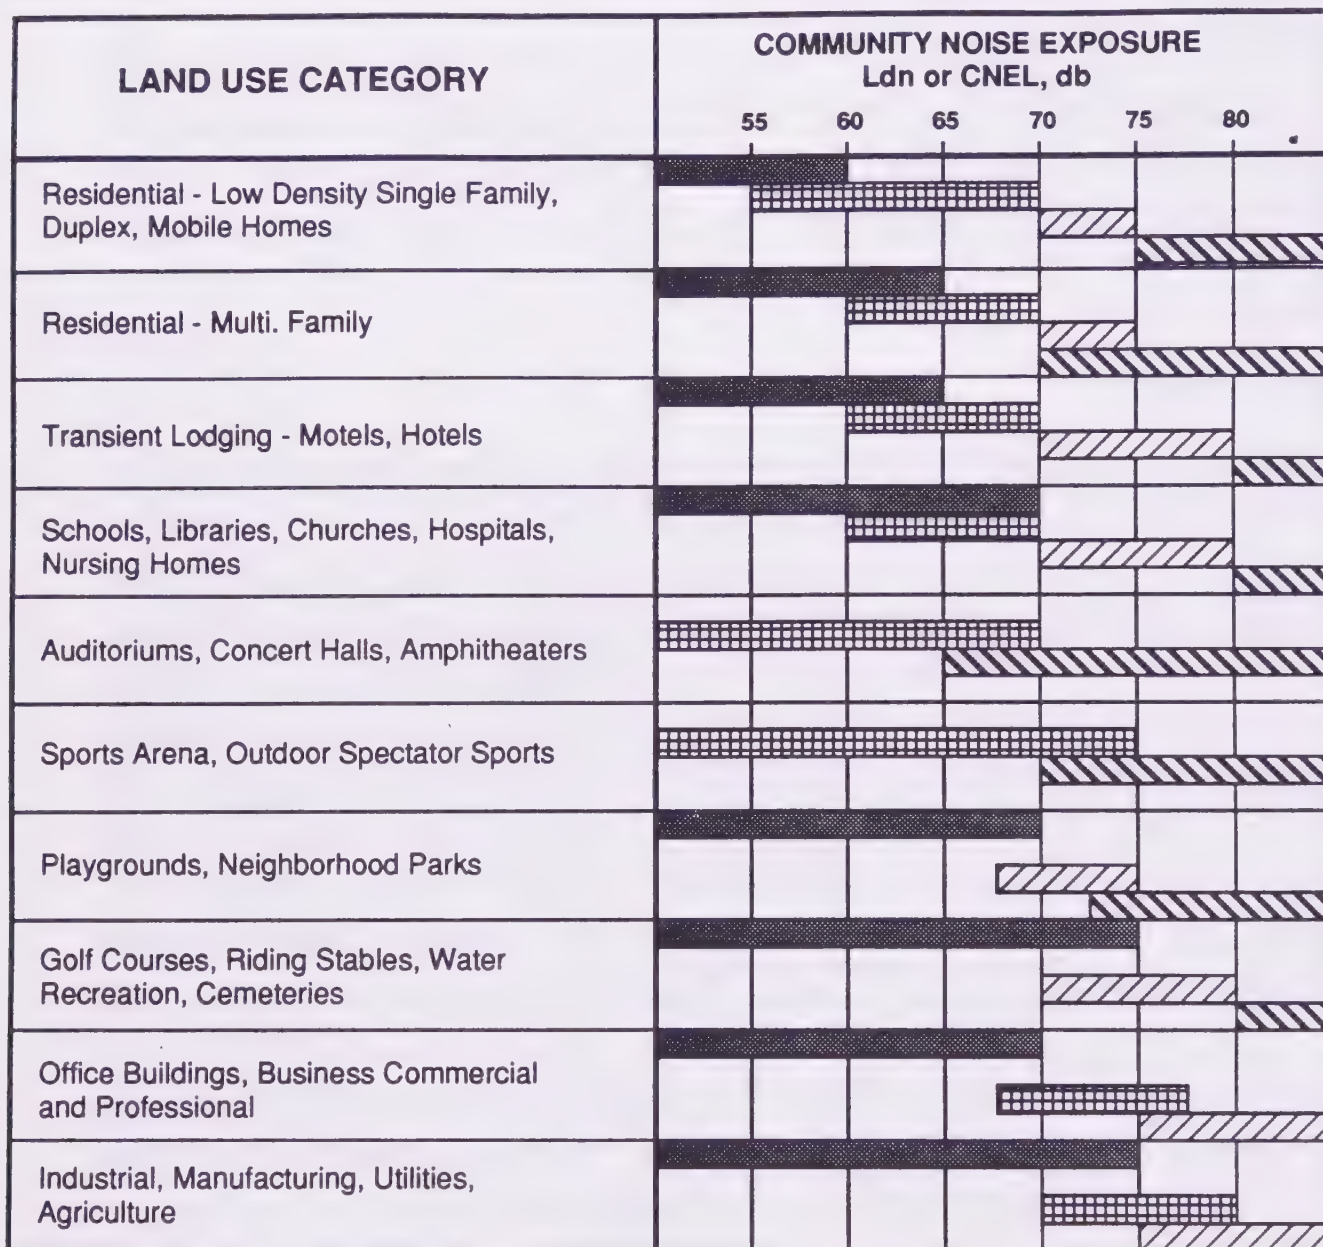 LAND USE CATEGORY
COMMUNITY NOISE EXPOSURE
Ldn or CNEL, db
55 60 65 70 75 80
Residential - Low Density Single Family,
Duplex, Mobile Homes
Residential - Multi. Family
Transient Lodging - Motels, Hotels
Schools, Libraries, Churches, Hospitals,
Nursing Homes
Auditoriums, Concert Halls, Amphitheaters
Sports Arena, Outdoor Spectator Sports
Playgrounds, Neighborhood Parks
Golf Courses, Riding Stables, Water
Recreation, Cemeteries
Office Buildings, Business Commercial
and Professional
Industrial, Manufacturing, Utilities,
Agriculture